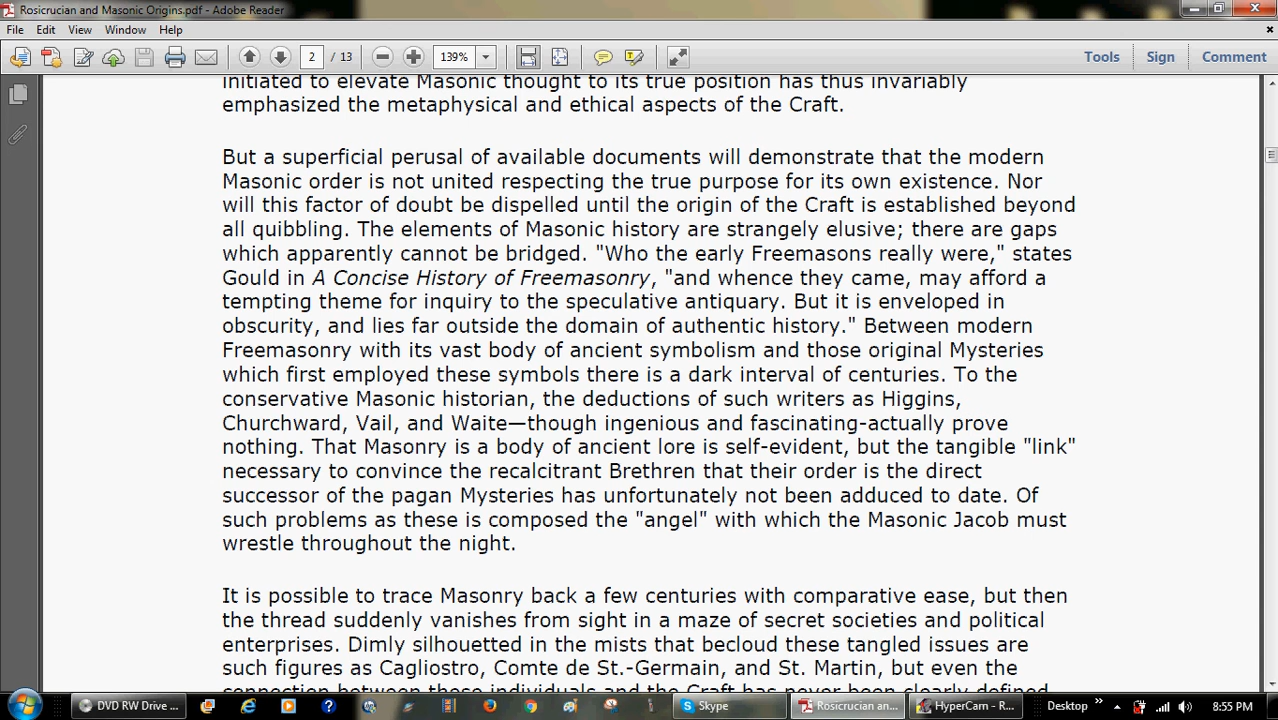 Rosicrucian and Masonic Origins.pdf - Adobe Reader
File Edit View Window Help
2 / 13 139% Tools Sign Comment
initiated to elevate Masonic thought to its true position has thus invariably
emphasized the metaphysical and ethical aspects of the Craft.
But a superficial perusal of available documents will demonstrate that the modern
Masonic order is not united respecting the true purpose for its own existence. Nor
will this factor of doubt be dispelled until the origin of the Craft is established beyond
all quibbling. The elements of Masonic history are strangely elusive; there are gaps
which apparently cannot be bridged. "Who the early Freemasons really were," states
Gould in A Concise History of Freemasonry, "and whence they came, may afford a
tempting theme for inquiry to the speculative antiquary. But it is enveloped in
obscurity, and lies far outside the domain of authentic history." Between modern
Freemasonry with its vast body of ancient symbolism and those original Mysteries
which first employed these symbols there is a dark interval of centuries. To the
conservative Masonic historian, the deductions of such writers as Higgins,
Churchward, Vail, and Waite—though ingenious and fascinating-actually prove
nothing. That Masonry is a body of ancient lore is self-evident, but the tangible "link"
necessary to convince the recalcitrant Brethren that their order is the direct
successor of the pagan Mysteries has unfortunately not been adduced to date. Of
such problems as these is composed the "angel" with which the Masonic Jacob must
wrestle throughout the night.
It is possible to trace Masonry back a few centuries with comparative ease, but then
the thread suddenly vanishes from sight in a maze of secret societies and political
enterprises. Dimly silhouetted in the mists that becloud these tangled issues are
such figures as Cagliostro, Comte de St.-Germain, and St. Martin, but even the
connection between these individuals and the Craft has never been clearly defined
DVD RW Drive ... Skype Rosicrucian an... HyperCam - R... Desktop » 8:55 PM